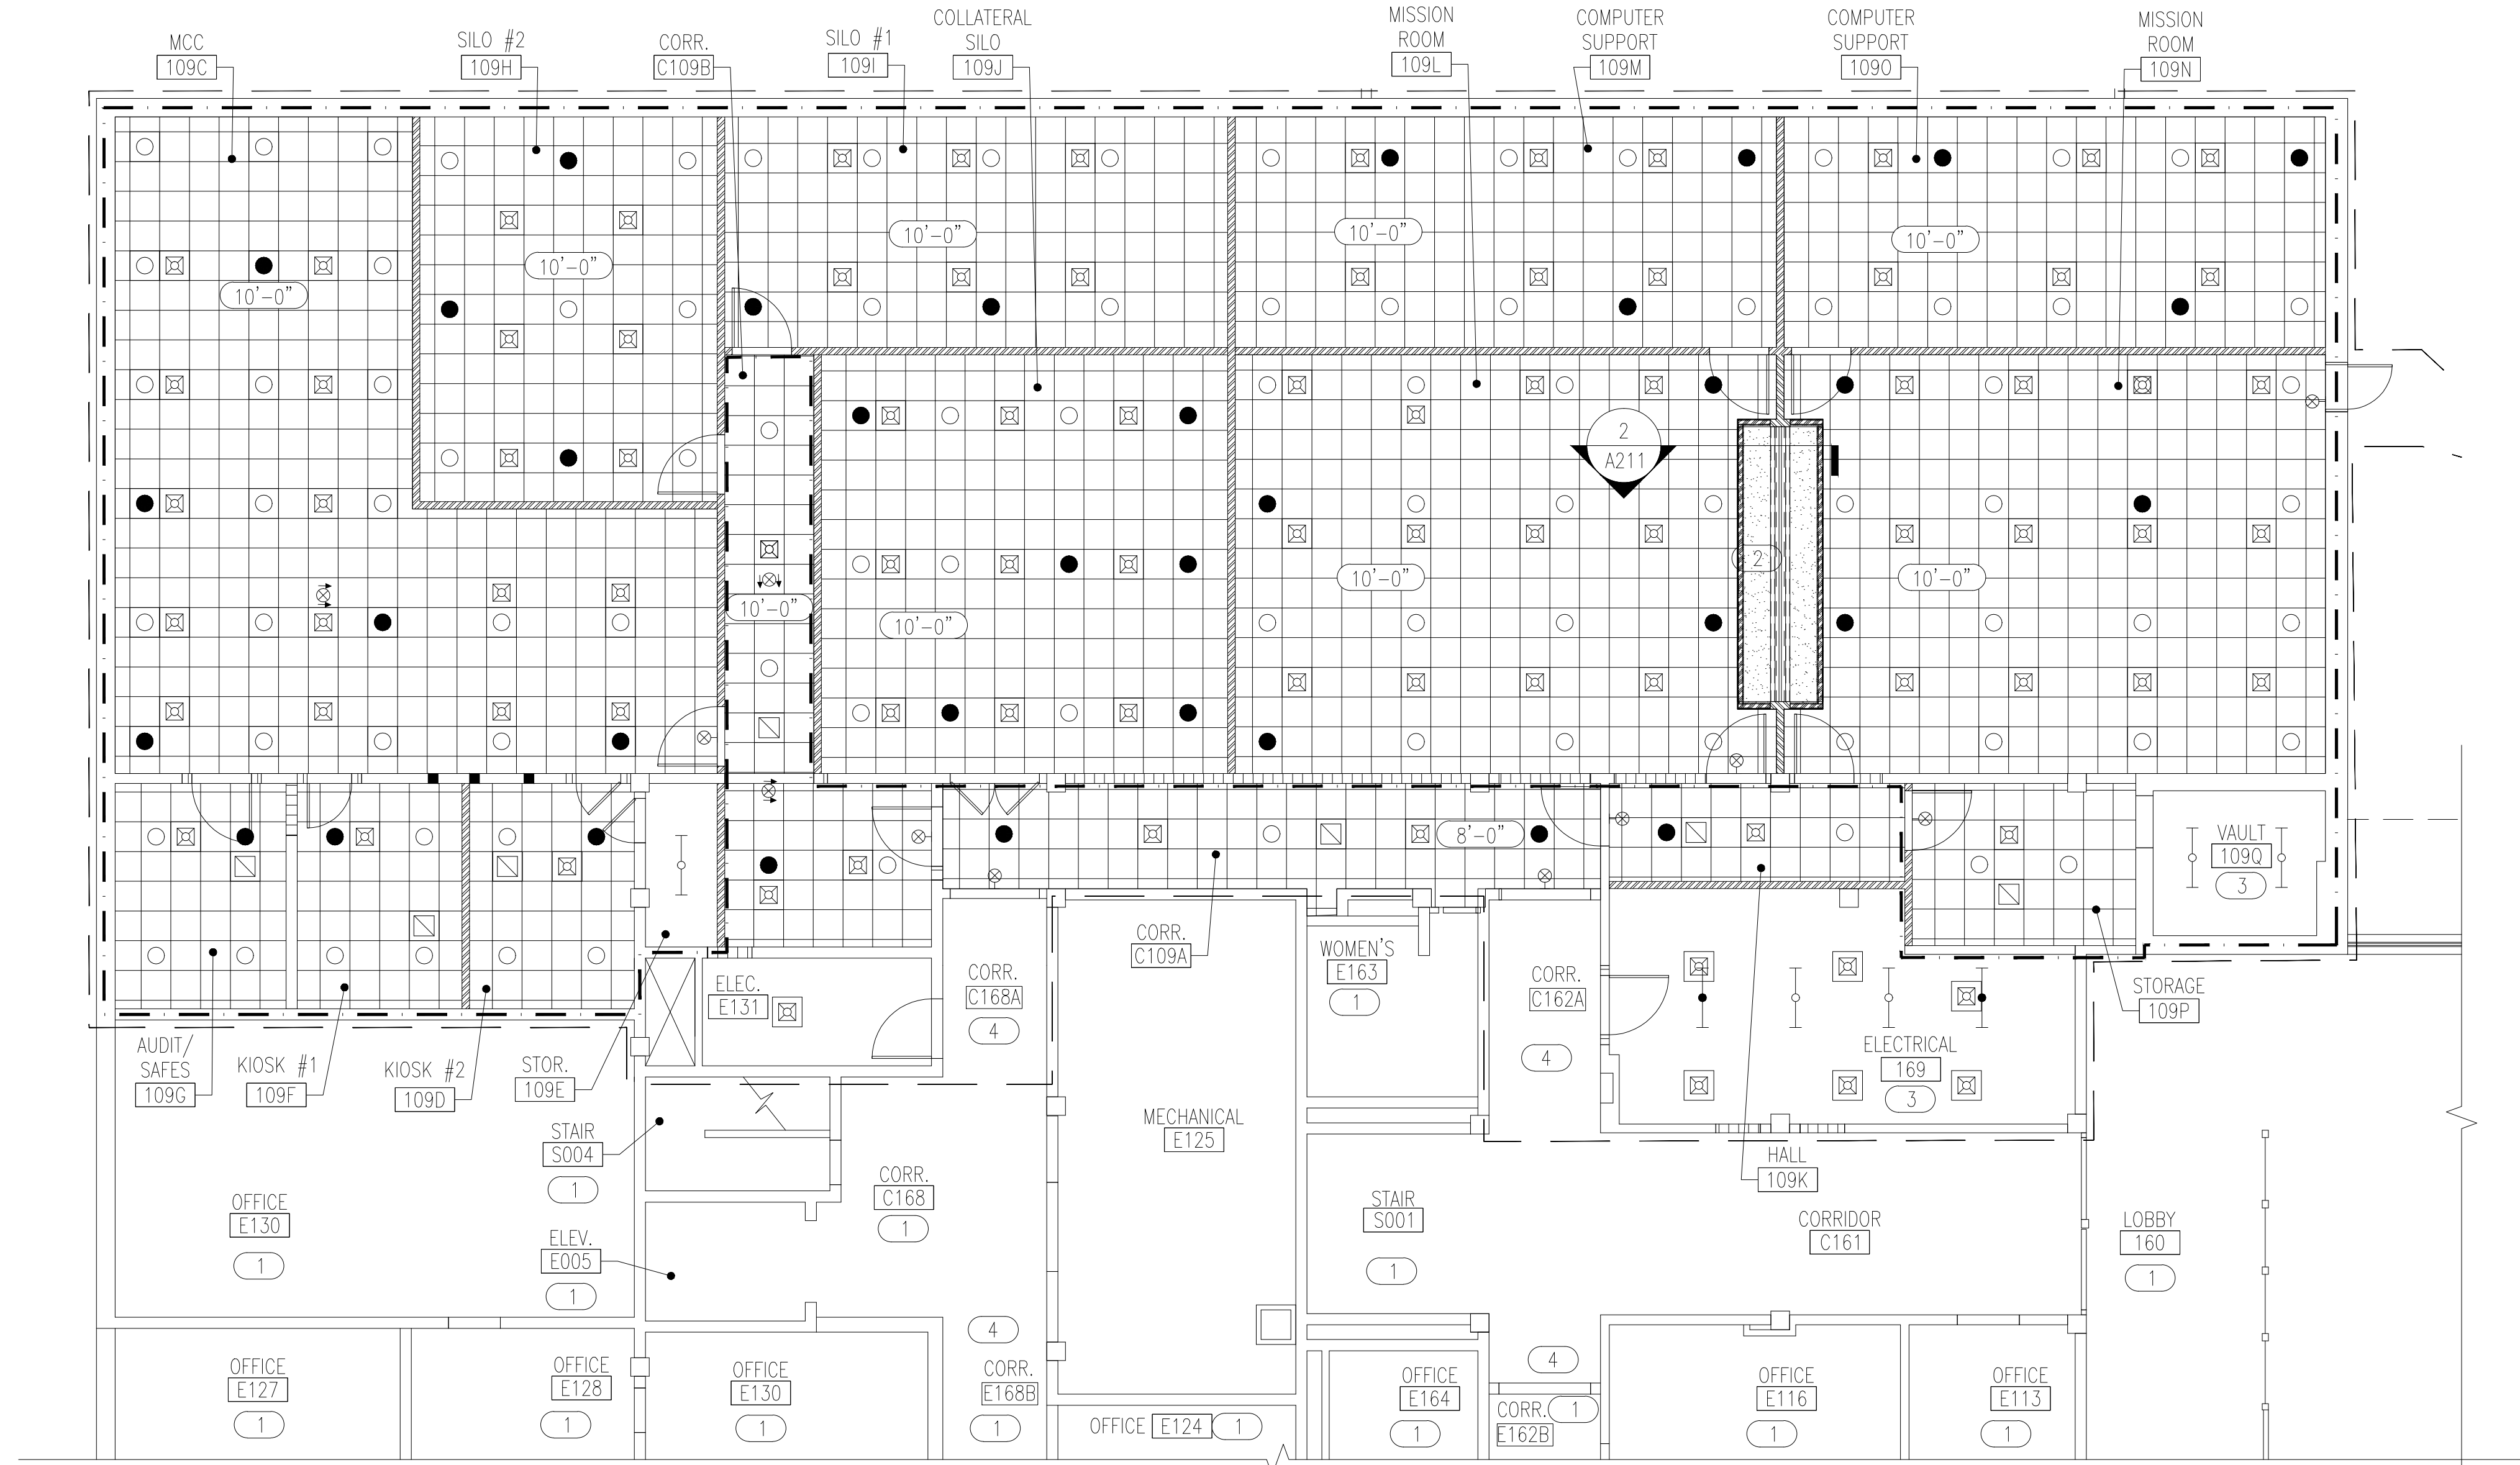 MCC
109C
SILO #2
109H
CORR.
C109B
SILO #1
109I
COLLATERAL
SILO
109J
MISSION
ROOM
109L
COMPUTER
SUPPORT
109M
COMPUTER
SUPPORT
109O
MISSION
ROOM
109N
10'-0"
10'-0"
10'-0"
10'-0"
10'-0"
10'-0"
10'-0"
10'-0"
10'-0"
2
A211
2
8'-0"
VAULT
109Q
3
AUDIT/
SAFES
109G
KIOSK #1
109F
KIOSK #2
109D
STOR.
109E
ELEC.
E131
CORR.
C168A
4
CORR.
C109A
WOMEN'S
E163
1
CORR.
C162A
4
ELECTRICAL
169
3
STORAGE
109P
STAIR
S004
1
MECHANICAL
E125
HALL
109K
OFFICE
E130
1
ELEV.
E005
1
CORR.
C168
1
STAIR
S001
1
CORRIDOR
C161
LOBBY
160
1
OFFICE
E127
1
OFFICE
E128
1
OFFICE
E130
1
4
CORR.
E168B
1
OFFICE E124 1
OFFICE
E164
1
4
CORR. 1
E162B
OFFICE
E116
1
OFFICE
E113
1